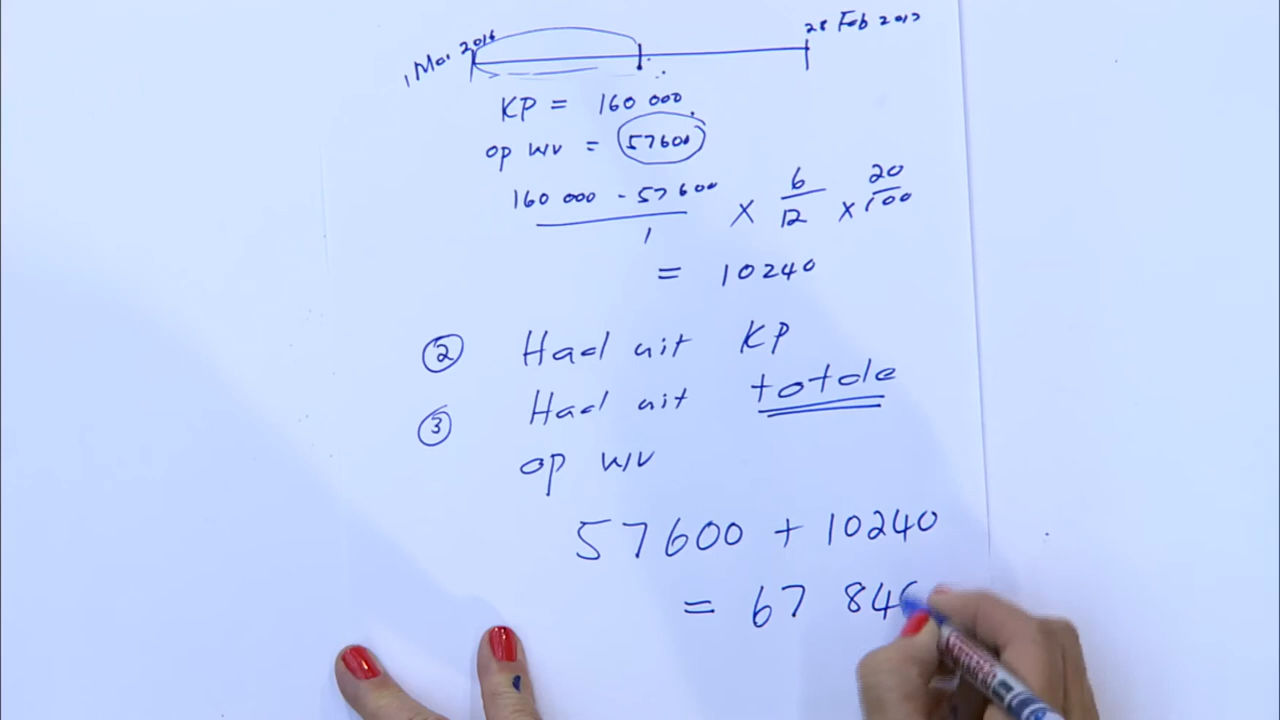 1 Mar 2016
28 Feb 2017
KP = 160 000
op wv = 57600
160 000 - 57600
1
X 6/12 x 20/100
= 10240
② Had uit KP
③ Had uit totale
op wv
57600 + 10240
= 67 840